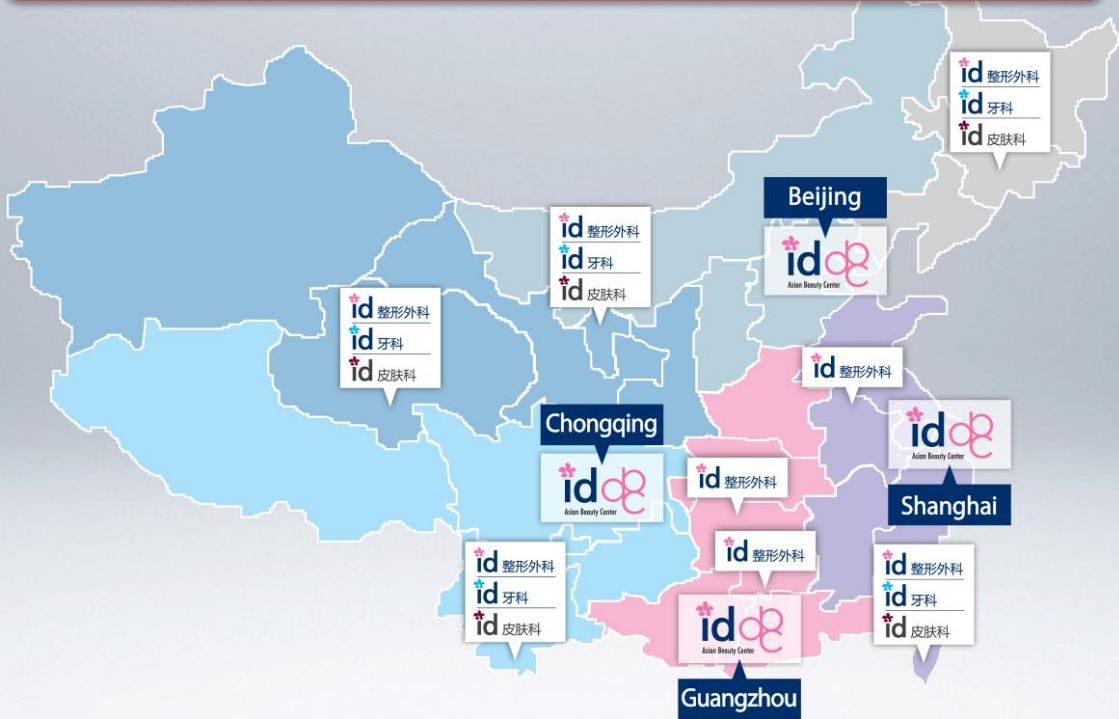 id 整形外科
id 牙科
id 皮肤科
Beijing
id
Asian Beauty Center
id 整形外科
id 牙科
id 皮肤科
id 整形外科
id 牙科
id 皮肤科
id 整形外科
Chongqing
id
Asian Beauty Center
id
Asian Beauty Center
Shanghai
id 整形外科
id 整形外科
id 整形外科
id 牙科
id 皮肤科
id 整形外科
id 牙科
id 皮肤科
id
Asian Beauty Center
Guangzhou